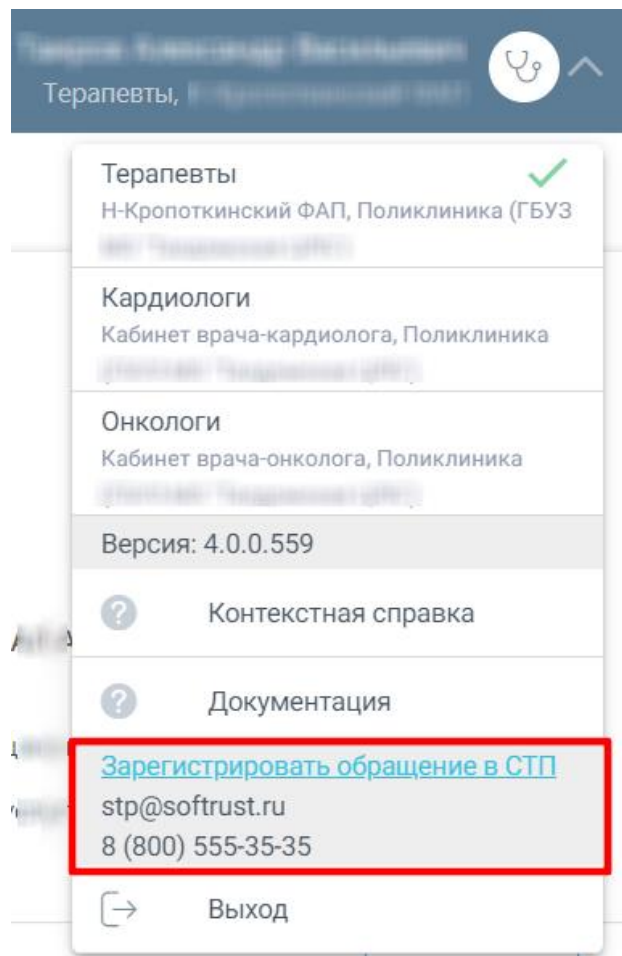 Терапевты,
Терапевты
Н-Кропоткинский ФАП, Поликлиника (ГБУЗ
Кардиологи
Кабинет врача-кардиолога, Поликлиника
Онкологи
Кабинет врача-онколога, Поликлиника
Версия: 4.0.0.559
Контекстная справка
Документация
Зарегистрировать обращение в СТП
stp@softrust.ru
8 (800) 555-35-35
Выход